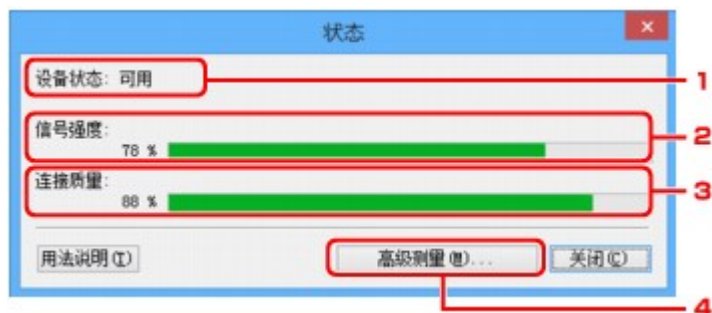 状态
设备状态: 可用
1
信号强度:
78 %
2
连接质量:
88 %
3
用法说明(I) 高级测量(M)... 关闭(C)
4